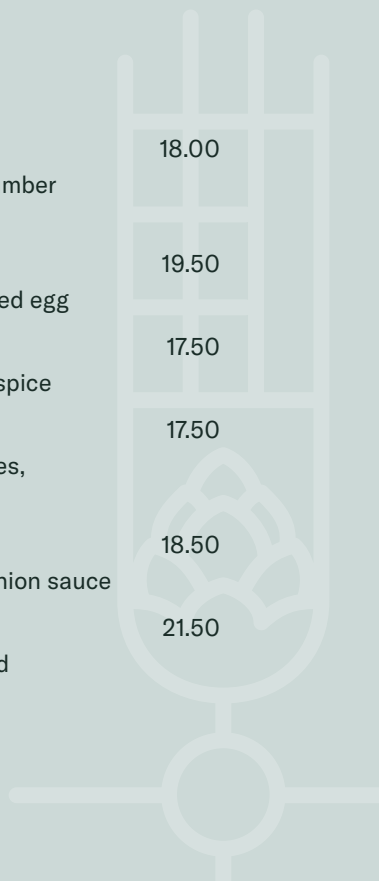 18.00
mber
19.50
ed egg
17.50
spice
17.50
es,
18.50
nion sauce
21.50
d